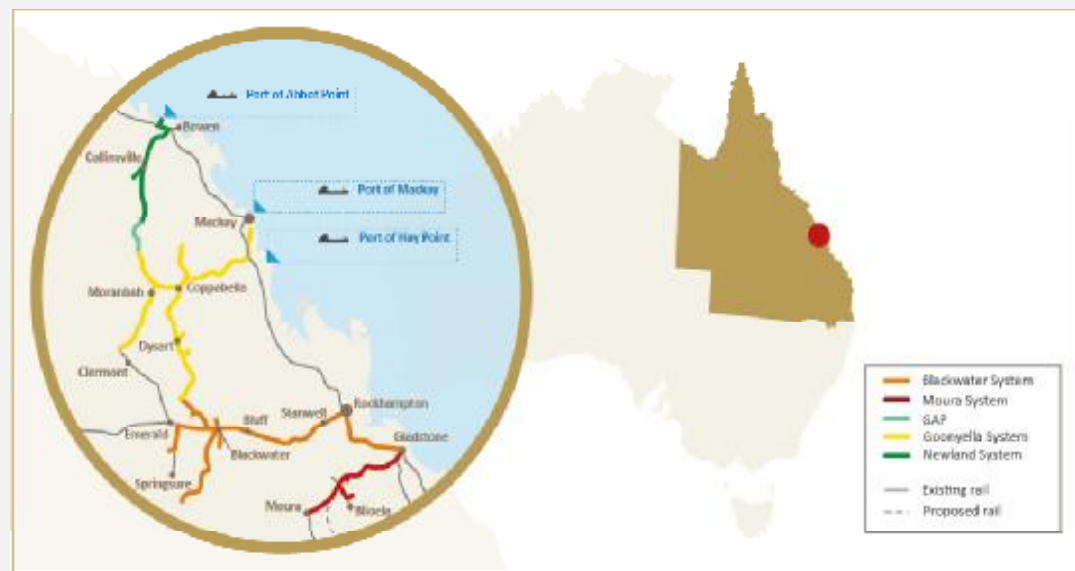 Port of Abbot Point
Bowen
Collinsville
Port of Mackay
Mackay
Port of Hay Point
Moranbah
Coppabella
Dysart
Clermont
Rockhampton
Stanwell
Bluff
Emerald
Gladstone
Blackwater
Springsure
Moura
Biloela
Blackwater System
Moura System
GAP
Goonyella System
Newland System
Existing rail
Proposed rail